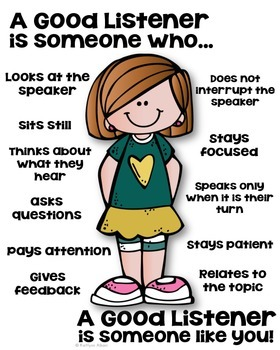 A Good Listener
is someone who...
Looks at the
speaker
Sits still
Thinks about
what they
hear
asks
questions
pays attention
Gives
feedback
Does not
interrupt the
speaker
Stays
focused
Speaks only
when it is their
turn
Stays patient
Relates to
the topic
A Good Listener
is someone like you!